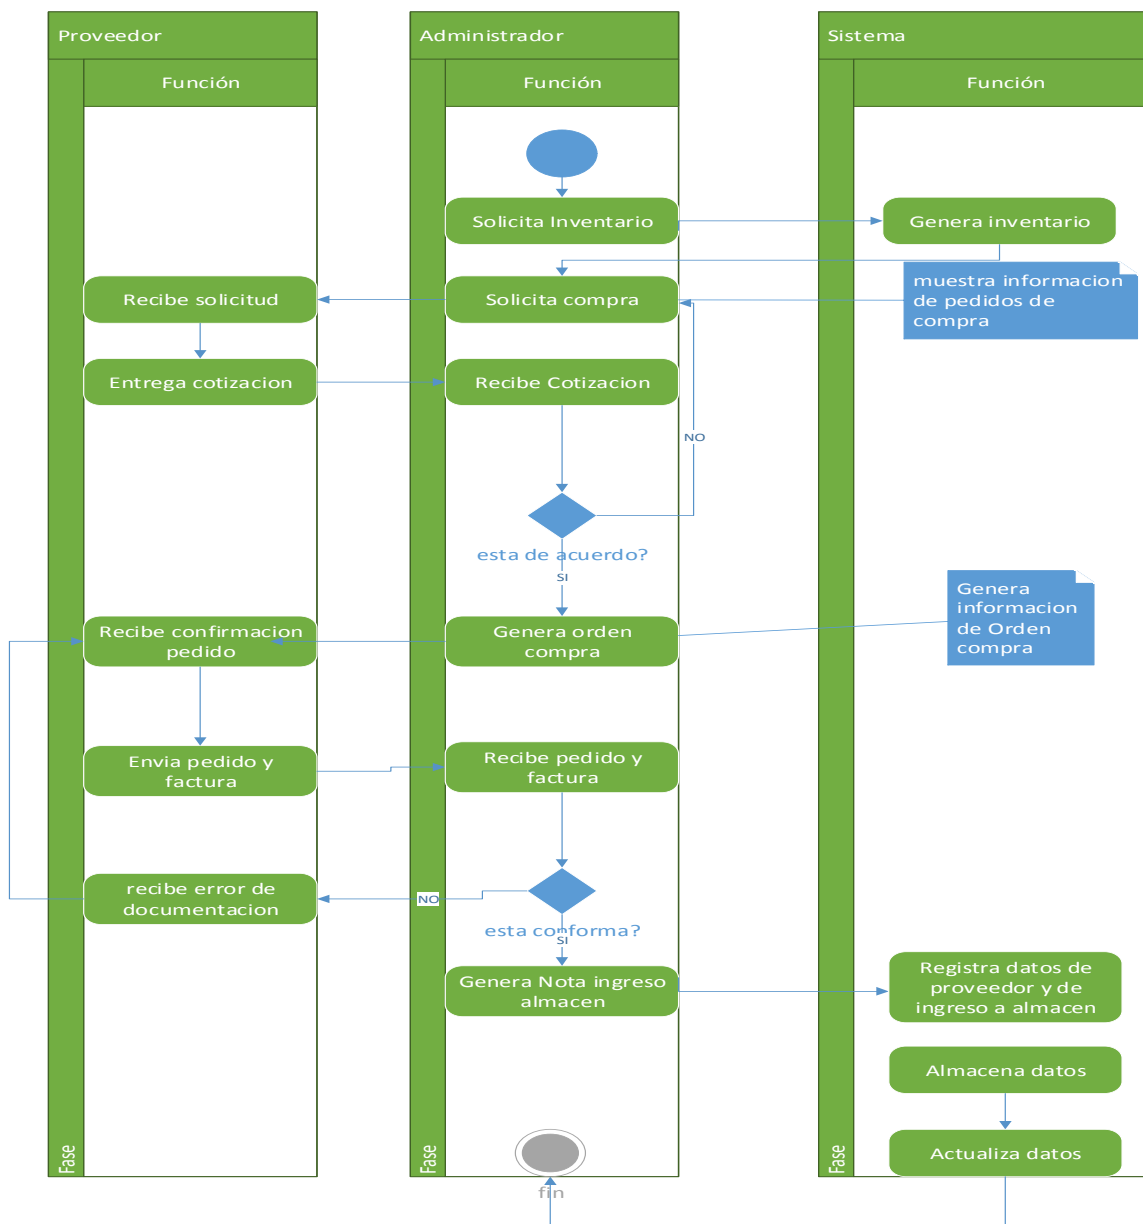 Proveedor
Administrador
Sistema
Función
Función
Función
Solicita Inventario
Genera inventario
Recibe solicitud
Solicita compra
muestra informacion
de pedidos de
compra
Entrega cotizacion
Recibe Cotizacion
NO
esta de acuerdo?
SI
Genera
informacion
de Orden
compra
Recibe confirmacion
pedido
Genera orden
compra
Envia pedido y
factura
Recibe pedido y
factura
recibe error de
documentacion
NO
esta conforma?
SI
Genera Nota ingreso
almacen
Registra datos de
proveedor y de
ingreso a almacen
Almacena datos
Actualiza datos
Fase
Fase
Fase
fin